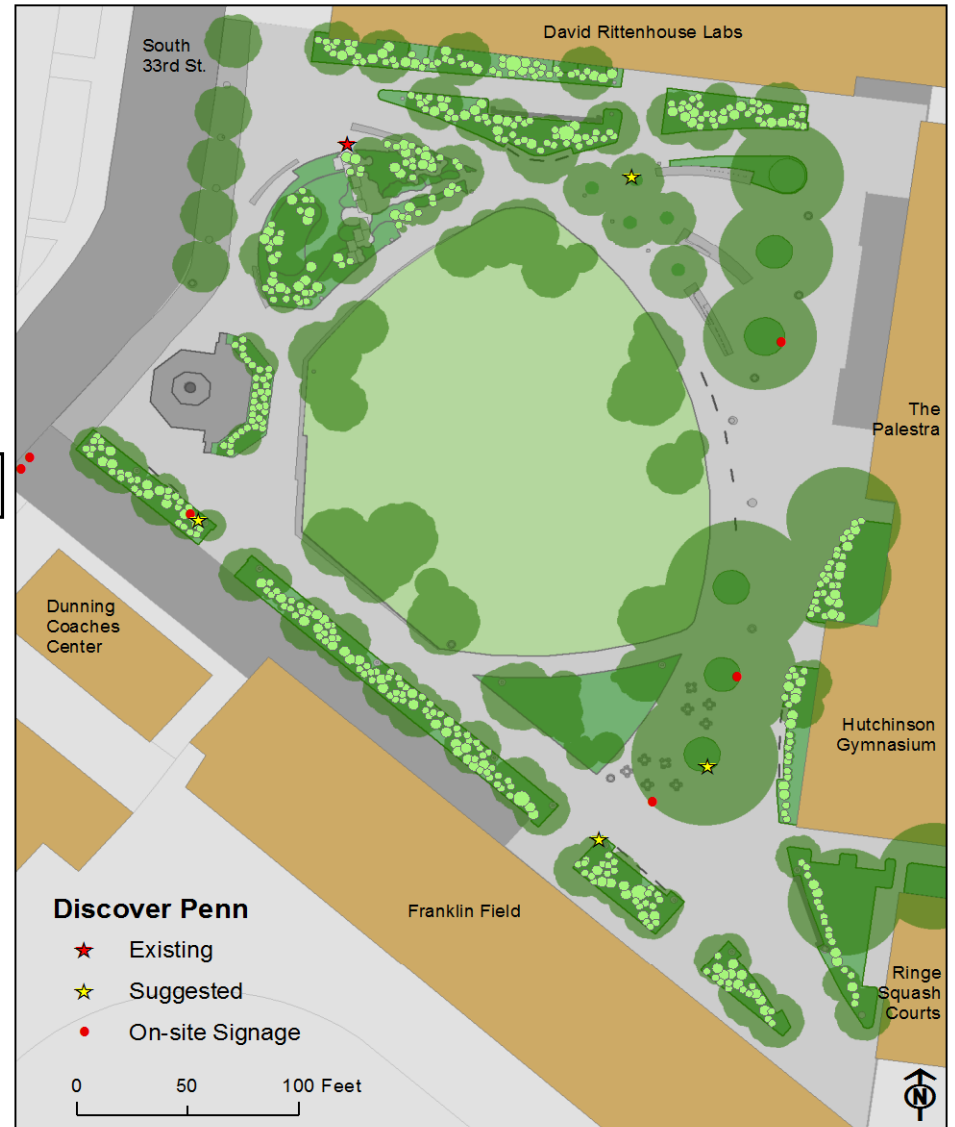 David Rittenhouse Labs
South
33rd St.
The
Palestra
Dunning
Coaches
Center
Hutchinson
Gymnasium
Franklin Field
Ringe
Squash
Courts
Discover Penn
Existing
Suggested
On-site Signage
0 50 100 Feet
N